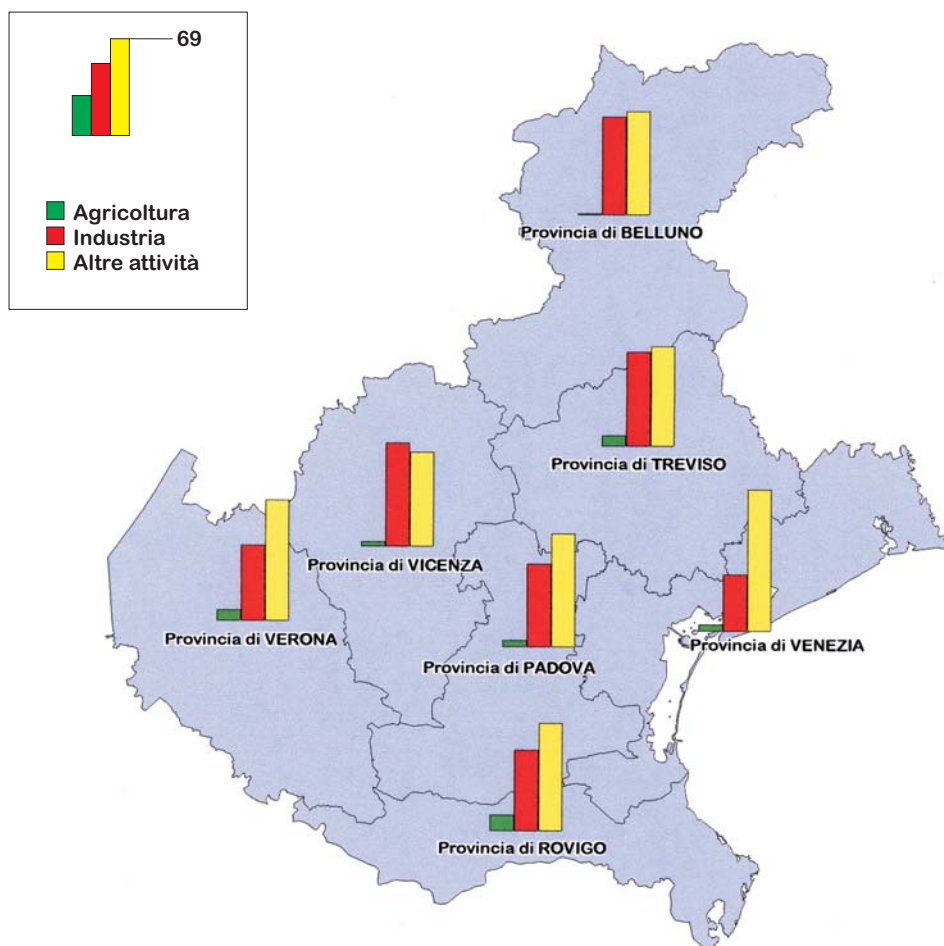 69
Agricoltura
Industria
Altre attività
Provincia di BELLUNO
Provincia di TREVISO
Provincia di VICENZA
Provincia di VERONA
Provincia di PADOVA
Provincia di VENEZIA
Provincia di ROVIGO